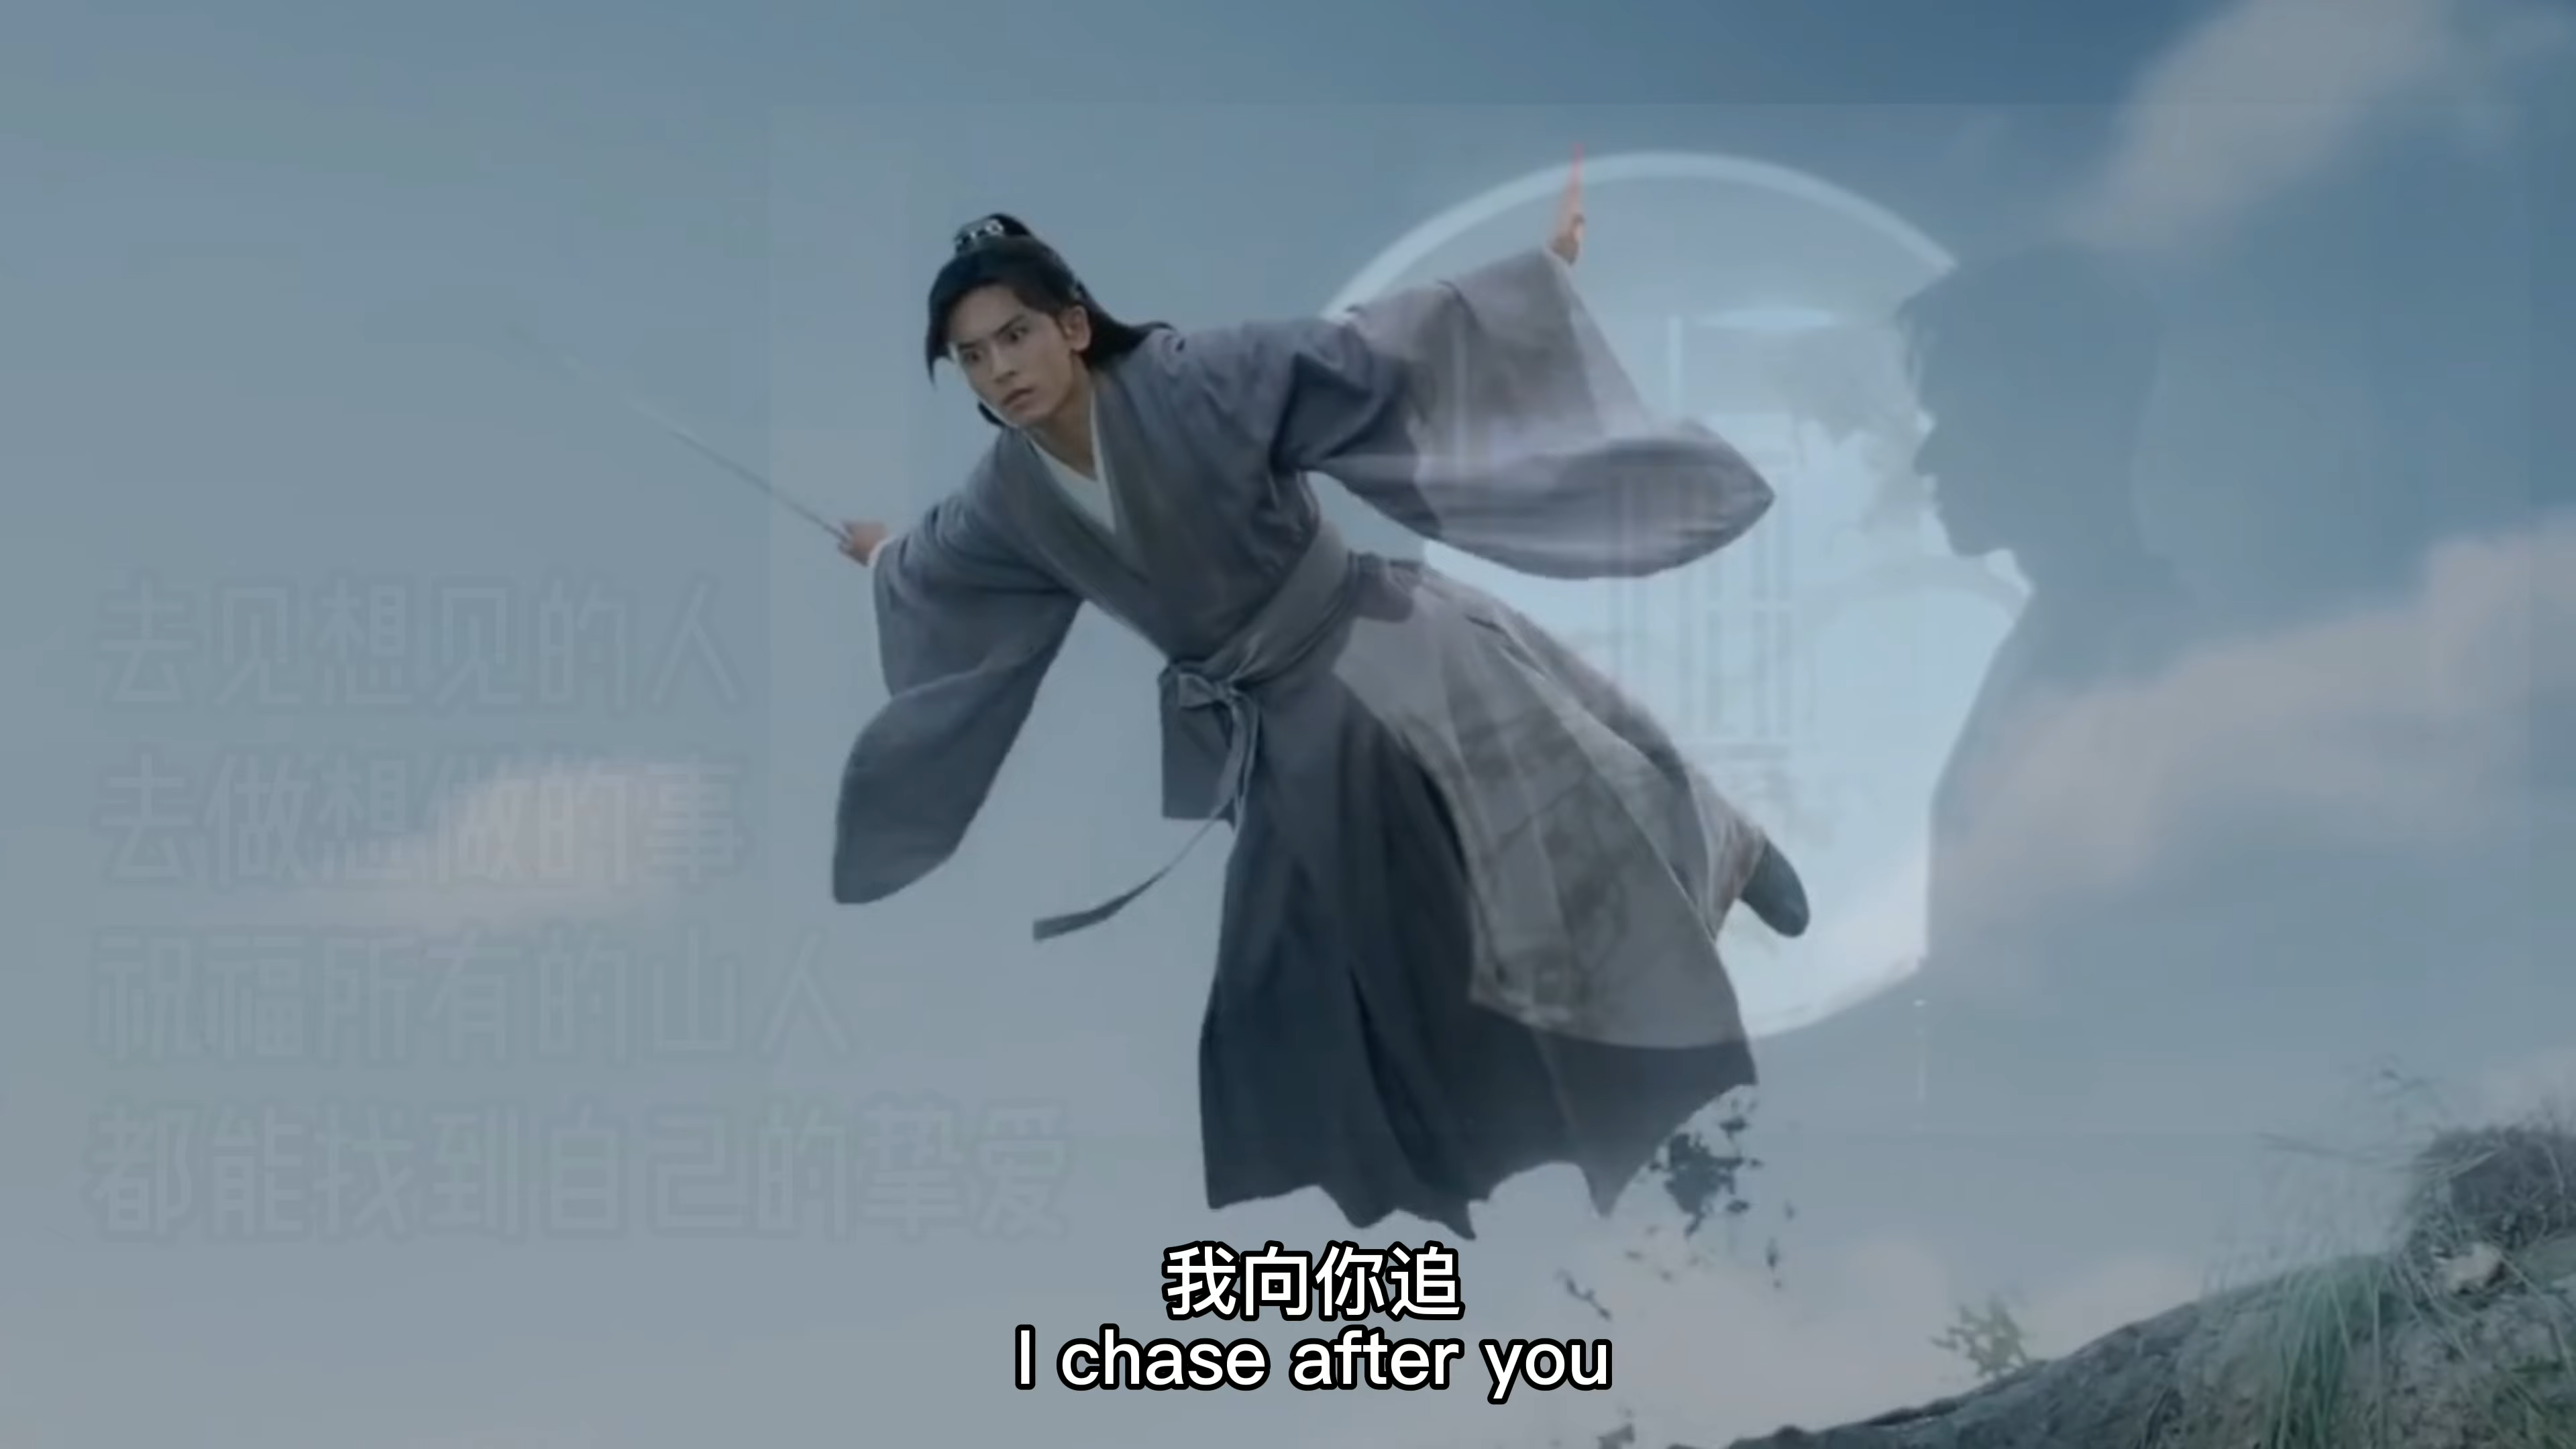 去见想见的人
去做想做的事
祝福所有的山人
都能找到自己的挚爱
我向你追
I chase after you